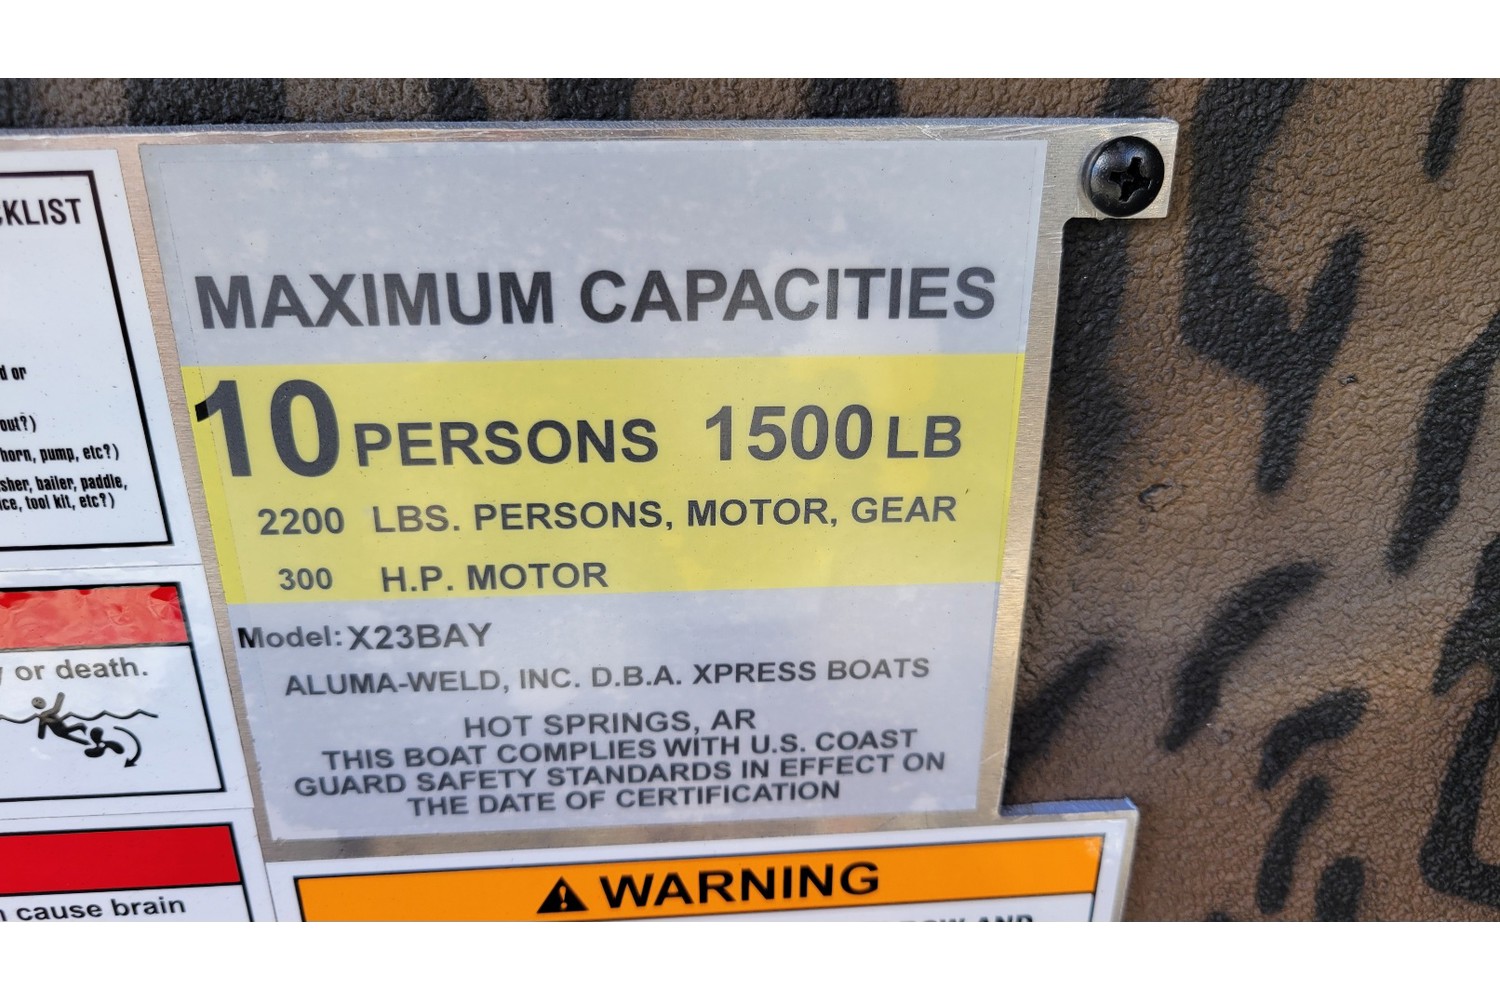 CKLIST
d or
out?)
horn, pump, etc?)
sher, bailer, paddle,
ice, tool kit, etc?)
y or death.
n cause brain
MAXIMUM CAPACITIES
10 PERSONS 1500 LB
2200 LBS. PERSONS, MOTOR, GEAR
300 H.P. MOTOR
Model: X23BAY
ALUMA-WELD, INC. D.B.A. XPRESS BOATS
HOT SPRINGS, AR
THIS BOAT COMPLIES WITH U.S. COAST
GUARD SAFETY STANDARDS IN EFFECT ON
THE DATE OF CERTIFICATION
WARNING